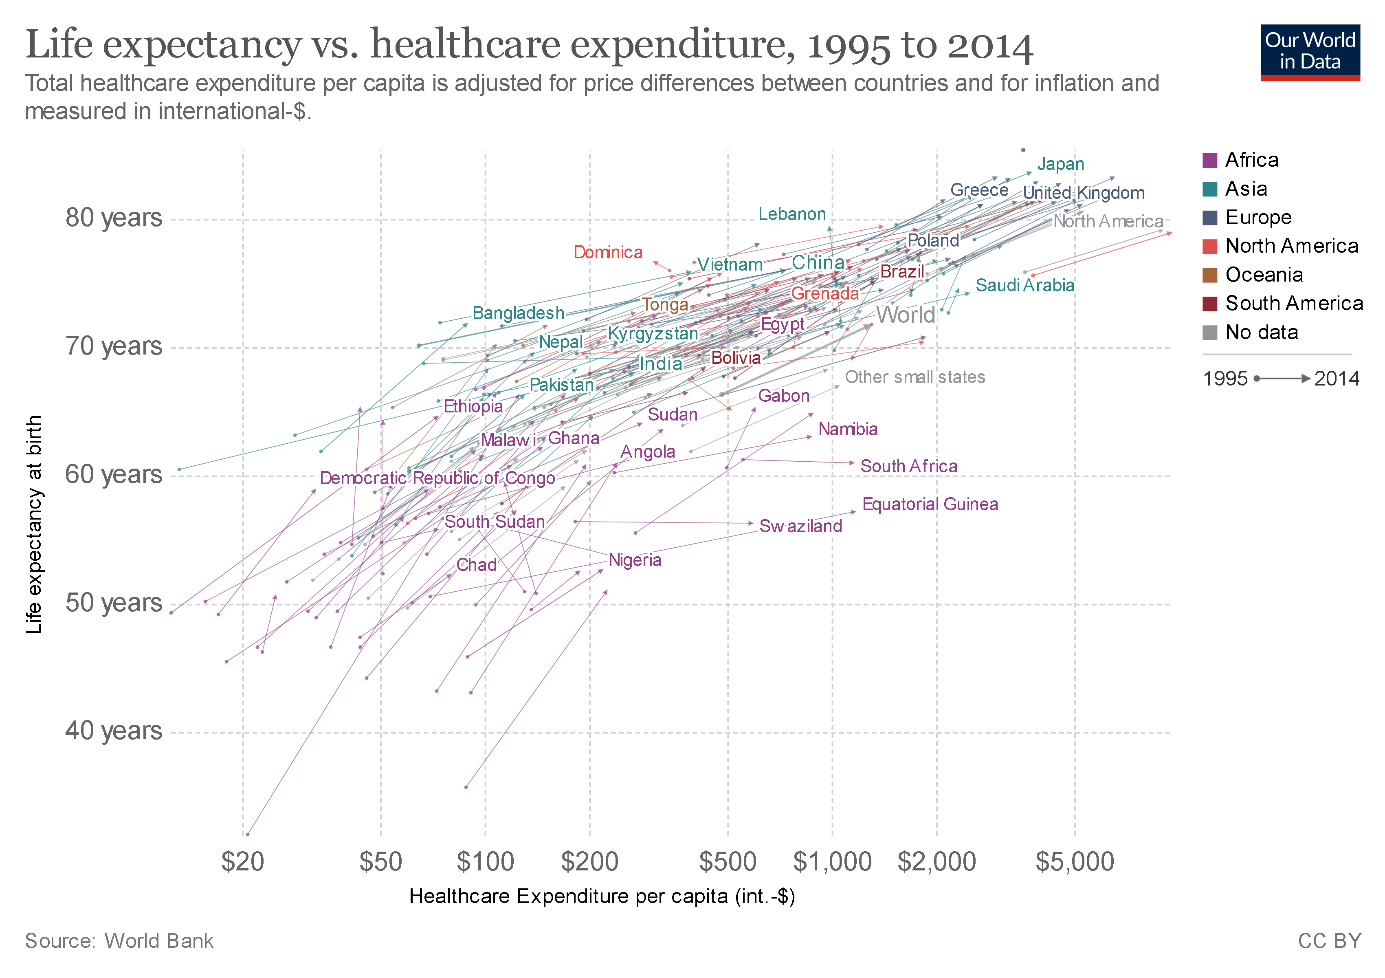 Life expectancy vs. healthcare expenditure, 1995 to 2014
Our World
in Data
Total healthcare expenditure per capita is adjusted for price differences between countries and for inflation and
measured in international-$.
Africa
Asia
Europe
North America
Oceania
South America
No data
1995
2014
Life expectancy at birth
80 years
70 years
60 years
50 years
40 years
Japan
Greece
United Kingdom
Lebanon
North America
Poland
Dominica
Vietnam
China
Brazil
Saudi Arabia
Grenada
Tonga
Bangladesh
World
Egypt
Kyrgyzstan
Nepal
Bolivia
India
Other small states
Pakistan
Gabon
Ethiopia
Sudan
Namibia
Malawi
Ghana
Angola
South Africa
Democratic Republic of Congo
Equatorial Guinea
South Sudan
Swaziland
Chad
Nigeria
$20
$50
$100
$200
$500
$1,000
$2,000
$5,000
Healthcare Expenditure per capita (int.-$)
Source: World Bank
CC BY